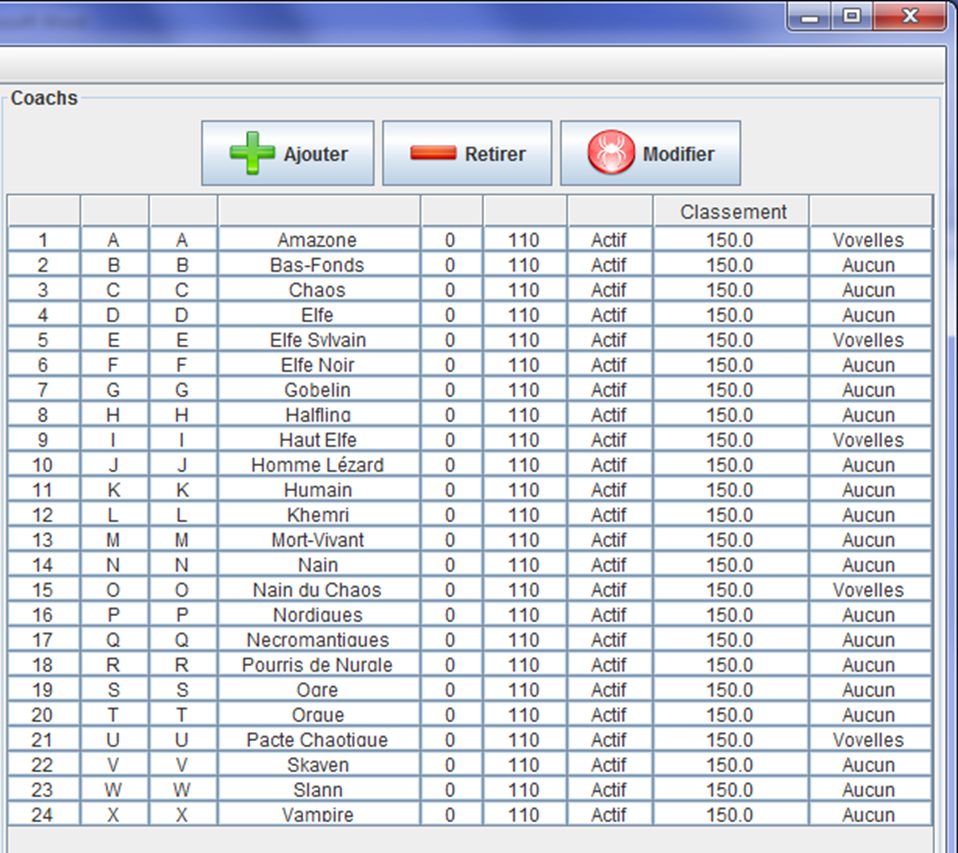 Coachs
Ajouter Retirer Modifier
Classement
1 A A Amazone 0 110 Actif 150.0 Voyelles
2 B B Bas-Fonds 0 110 Actif 150.0 Aucun
3 C C Chaos 0 110 Actif 150.0 Aucun
4 D D Elfe 0 110 Actif 150.0 Aucun
5 E E Elfe Sylvain 0 110 Actif 150.0 Voyelles
6 F F Elfe Noir 0 110 Actif 150.0 Aucun
7 G G Gobelin 0 110 Actif 150.0 Aucun
8 H H Halfling 0 110 Actif 150.0 Aucun
9 I I Haut Elfe 0 110 Actif 150.0 Voyelles
10 J J Homme Lézard 0 110 Actif 150.0 Aucun
11 K K Humain 0 110 Actif 150.0 Aucun
12 L L Khemri 0 110 Actif 150.0 Aucun
13 M M Mort-Vivant 0 110 Actif 150.0 Aucun
14 N N Nain 0 110 Actif 150.0 Aucun
15 O O Nain du Chaos 0 110 Actif 150.0 Voyelles
16 P P Nordiques 0 110 Actif 150.0 Aucun
17 Q Q Necromantiques 0 110 Actif 150.0 Aucun
18 R R Pourris de Nurgle 0 110 Actif 150.0 Aucun
19 S S Ogre 0 110 Actif 150.0 Aucun
20 T T Orque 0 110 Actif 150.0 Aucun
21 U U Pacte Chaotique 0 110 Actif 150.0 Voyelles
22 V V Skaven 0 110 Actif 150.0 Aucun
23 W W Slann 0 110 Actif 150.0 Aucun
24 X X Vampire 0 110 Actif 150.0 Aucun